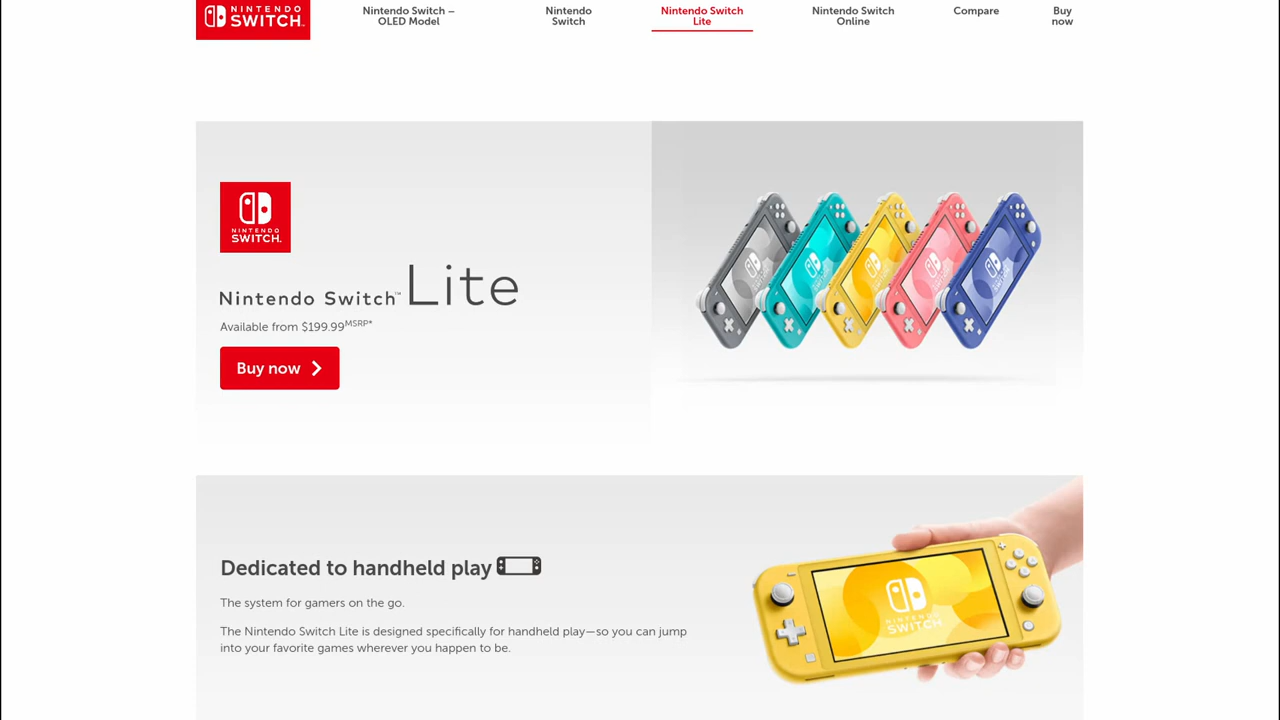 NINTENDO
SWITCH™
Nintendo Switch –
OLED Model
Nintendo
Switch
Nintendo Switch
Lite
Nintendo Switch
Online
Compare
Buy
now
NINTENDO
SWITCH.
Nintendo Switch™ Lite
Available from $199.99MSRP*
Buy now
Dedicated to handheld play
The system for gamers on the go.
The Nintendo Switch Lite is designed specifically for handheld play—so you can jump
into your favorite games wherever you happen to be.
NINTENDO
SWITCH